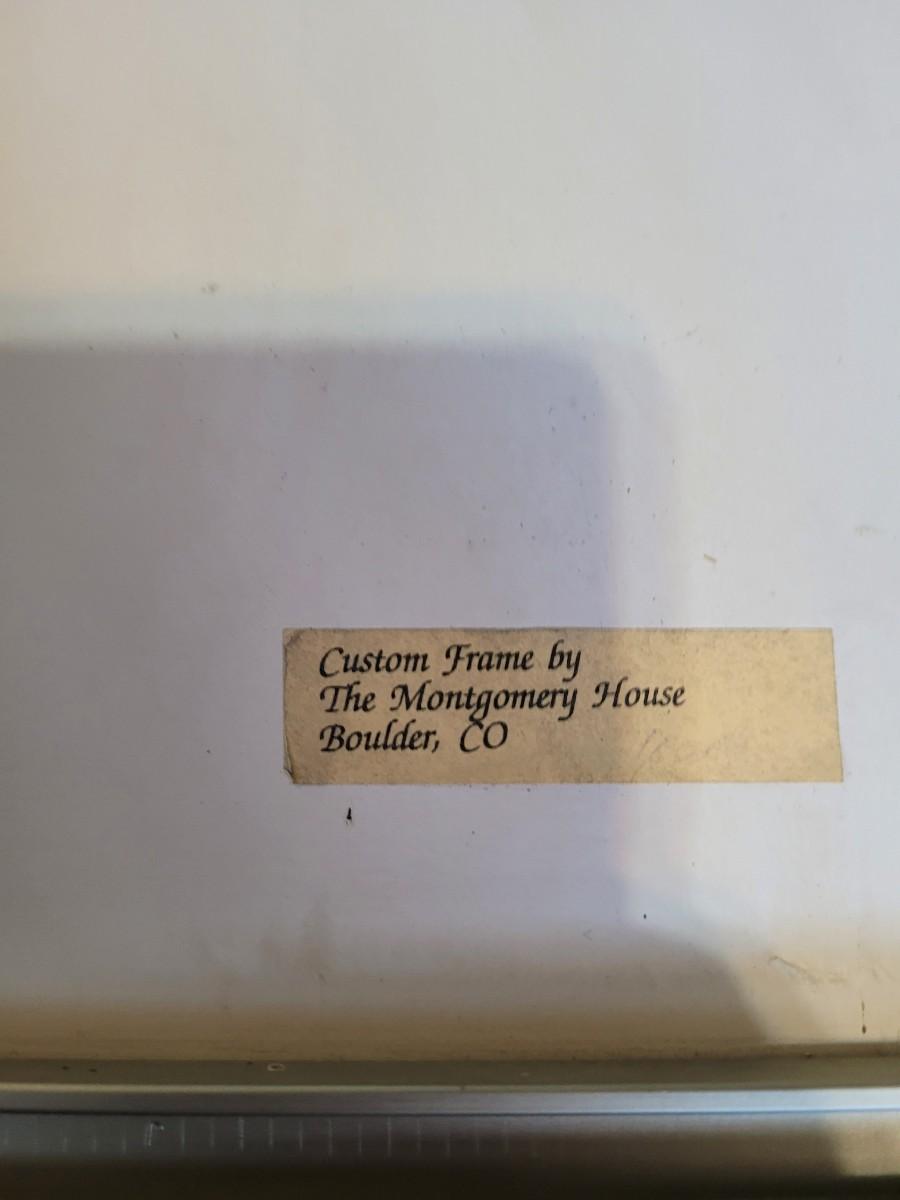 Custom Frame by
The Montgomery House
Boulder, CO